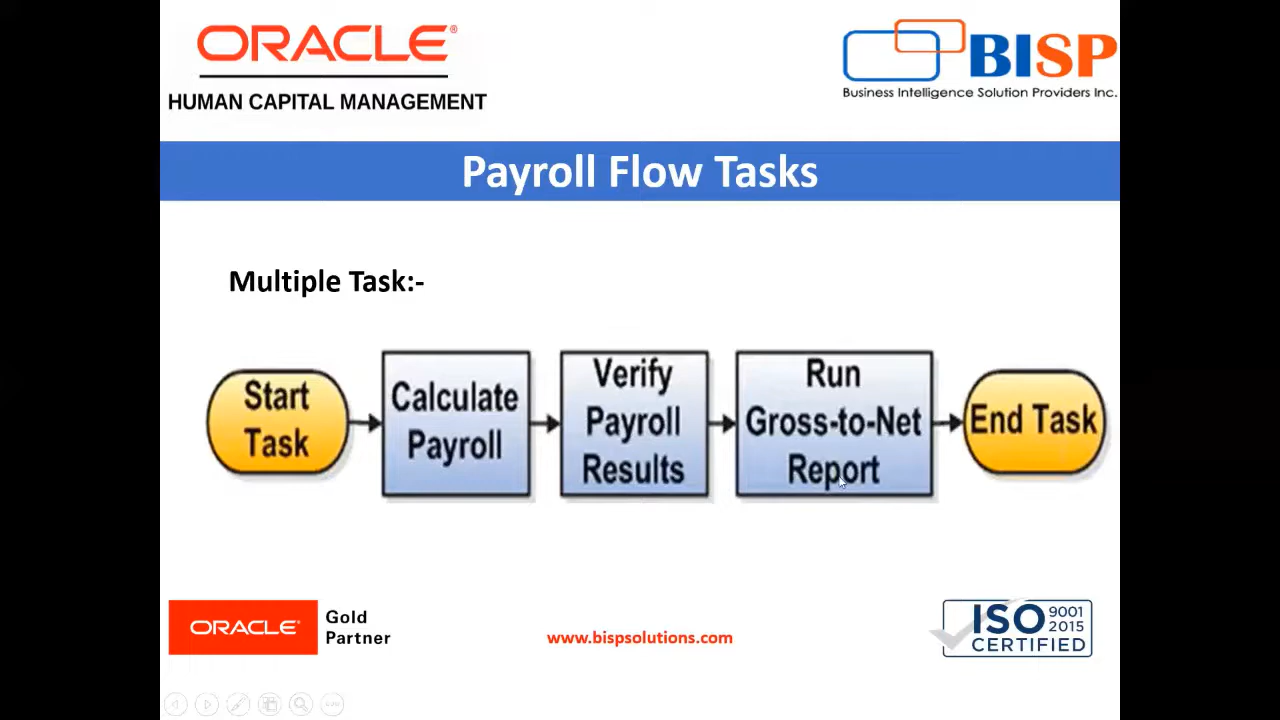 ORACLE®
HUMAN CAPITAL MANAGEMENT
BISP
Business Intelligence Solution Providers Inc.
Payroll Flow Tasks
Multiple Task:-
Start
Task
Calculate
Payroll
Verify
Payroll
Results
Run
Gross-to-Net
Report
End Task
ORACLE®
Gold
Partner
www.bispsolutions.com
ISO 9001
2015
CERTIFIED